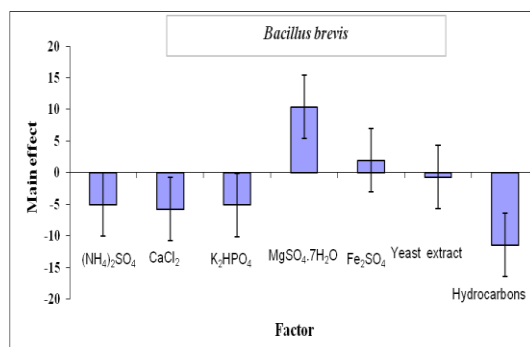 Bacillus brevis
20
15
10
5
0
-5
-10
-15
-20
Main effect
(NH₄)₂SO₄
CaCl₂
K₂HPO₄
MgSO₄.7H₂O
Fe₂SO₄
Yeast extract
Hydrocarbons
Factor